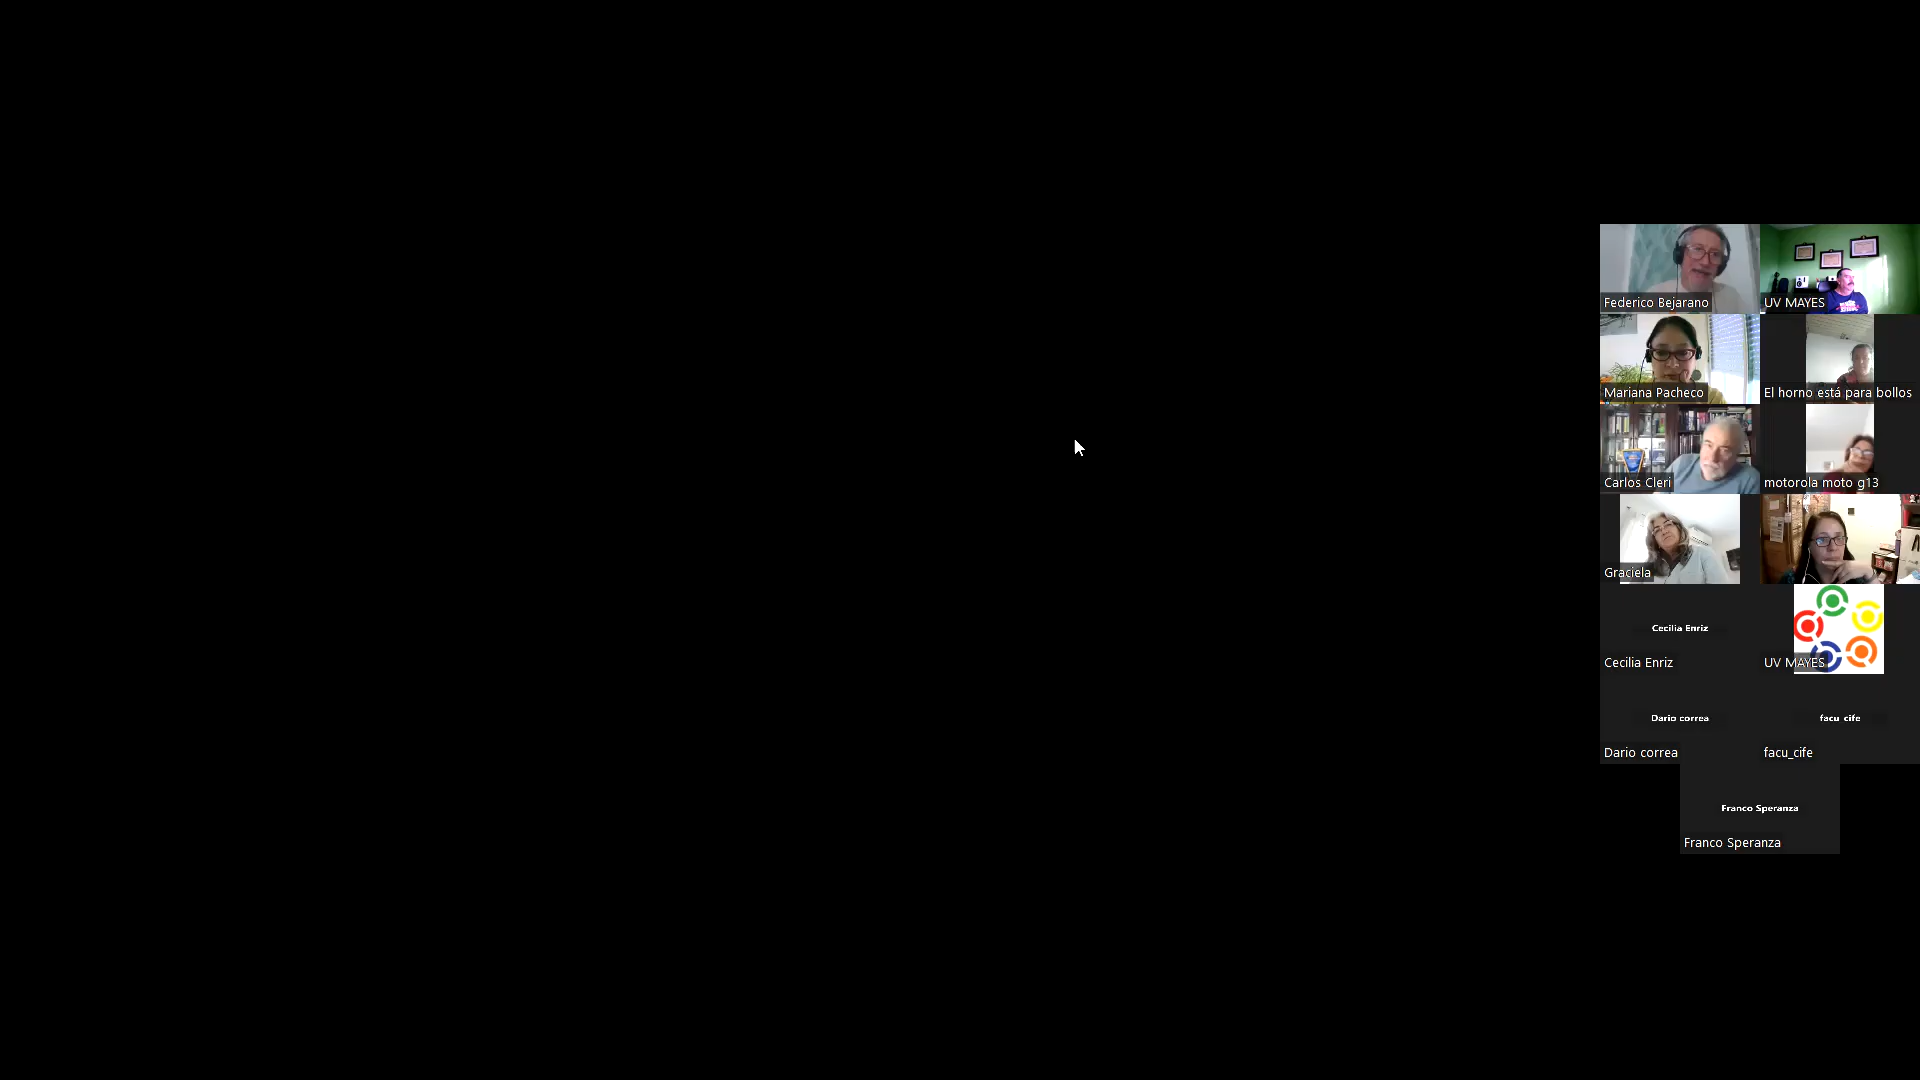 Federico Bejarano
UV MAYES
Mariana Pacheco
El horno está para bollos
Carlos Cleri
motorola moto g13
Graciela
Cecilia Enriz
Cecilia Enriz
UV MAYES
Dario correa
facu_cife
Dario correa
facu_cife
Franco Speranza
Franco Speranza